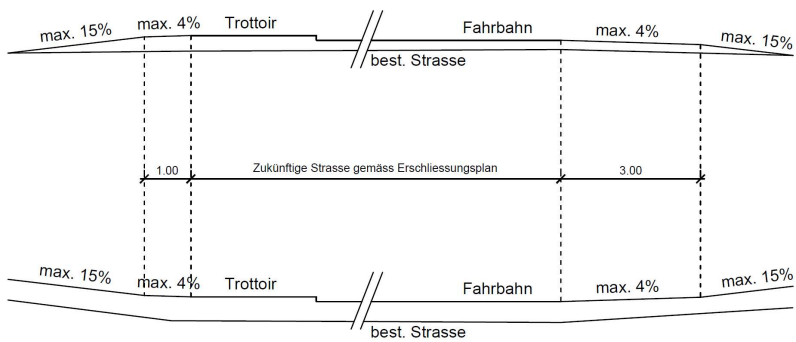 max. 15% max. 4% Trottoir Fahrbahn max. 4% max. 15%
best. Strasse
1.00 Zukünftige Strasse gemäss Erschliessungsplan 3.00
max. 15% max. 4% Trottoir Fahrbahn max. 4% max. 15%
best. Strasse